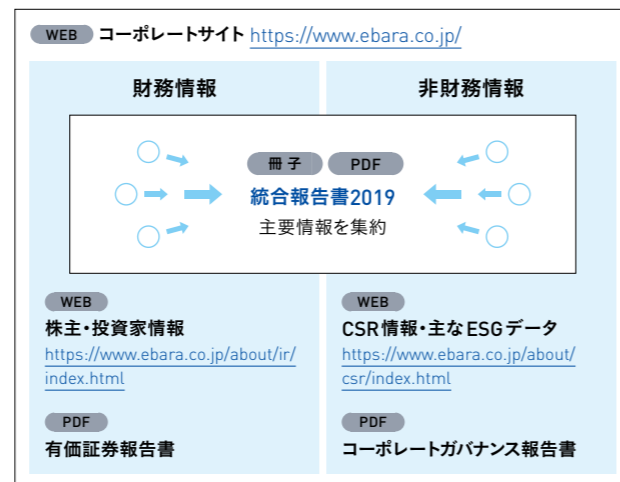 WEB コーポレートサイト https://www.ebara.co.jp/
財務情報
非財務情報
冊子 PDF
統合報告書2019
主要情報を集約
WEB
株主・投資家情報
https://www.ebara.co.jp/about/ir/
index.html
PDF
有価証券報告書
WEB
CSR情報・主なESGデータ
https://www.ebara.co.jp/about/
csr/index.html
PDF
コーポレートガバナンス報告書